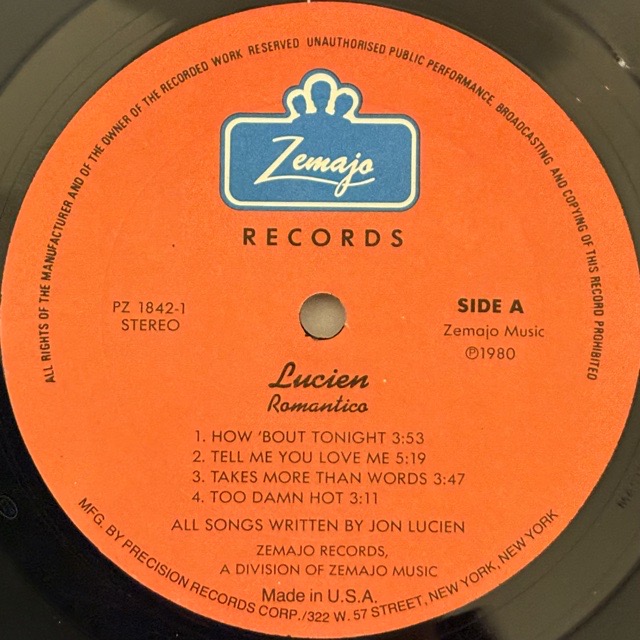 ALL RIGHTS OF THE MANUFACTURER AND OF THE OWNER OF THE RECORDED WORK RESERVED UNAUTHORISED PUBLIC PERFORMANCE, BROADCASTING AND COPYING OF THIS RECORD PROHIBITED
Zemajo
RECORDS
PZ 1842-1
STEREO
SIDE A
Zemajo Music
℗1980
Lucien
Romantico
1. HOW 'BOUT TONIGHT 3:53
2. TELL ME YOU LOVE ME 5:19
3. TAKES MORE THAN WORDS 3:47
4. TOO DAMN HOT 3:11
ALL SONGS WRITTEN BY JON LUCIEN
ZEMAJO RECORDS,
A DIVISION OF ZEMAJO MUSIC
Made in U.S.A.
MFG. BY PRECISION RECORDS CORP./322 W. 57 STREET, NEW YORK, NEW YORK